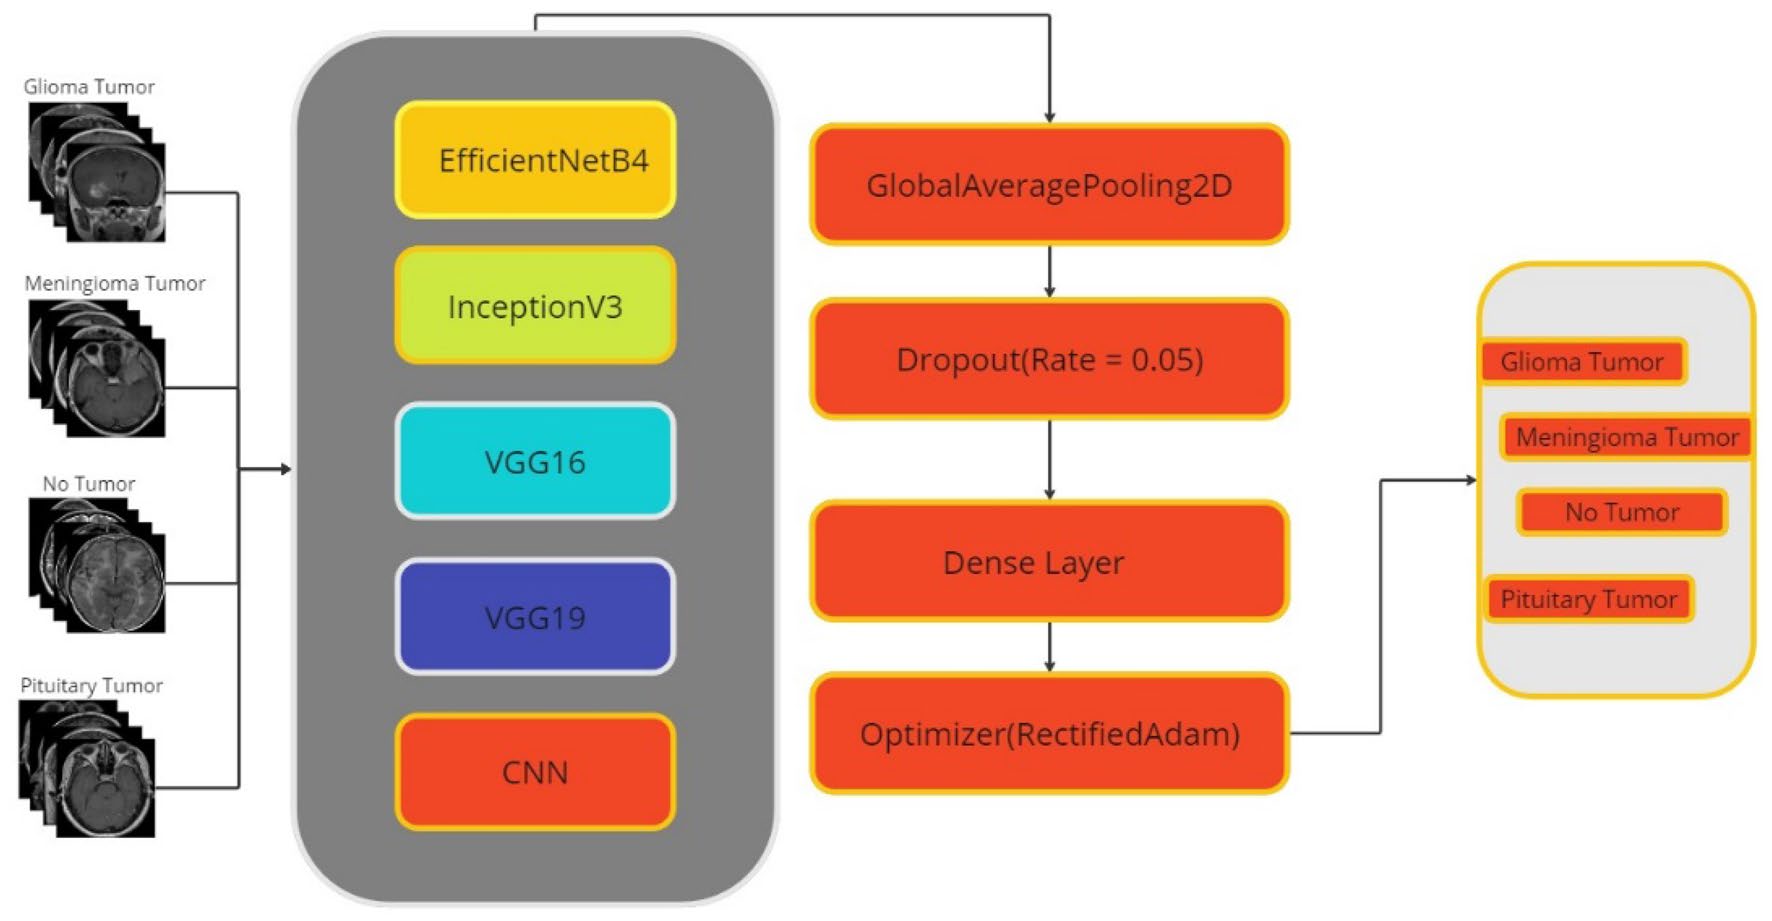 Glioma Tumor
Meningioma Tumor
No Tumor
Pituitary Tumor
EfficientNetB4
InceptionV3
VGG16
VGG19
CNN
GlobalAveragePooling2D
Dropout(Rate = 0.05)
Dense Layer
Optimizer(RectifiedAdam)
Glioma Tumor
Meningioma Tumor
No Tumor
Pituitary Tumor